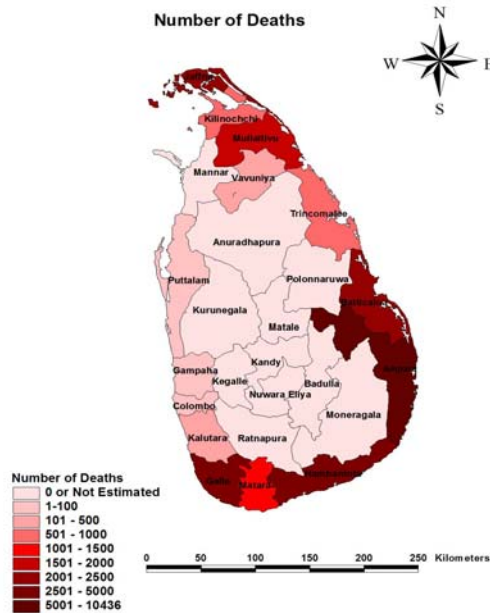 Number of Deaths
N
W E
S
Jaffna
Kilinochchi
Mullaitivu
Mannar
Vavuniya
Trincomalee
Anuradhapura
Puttalam
Polonnaruwa
Batticaloa
Kurunegala
Matale
Ampara
Kandy
Gampaha
Kegalle
Badulla
Nuwara Eliya
Colombo
Moneragala
Kalutara
Ratnapura
Hambantota
Galle
Matara
Number of Deaths
0 or Not Estimated
1-100
101 - 500
501 - 1000
1001 - 1500
1501 - 2000
2001 - 2500
2501 - 5000
5001 - 10436
0 50 100 150 200 250 Kilometers